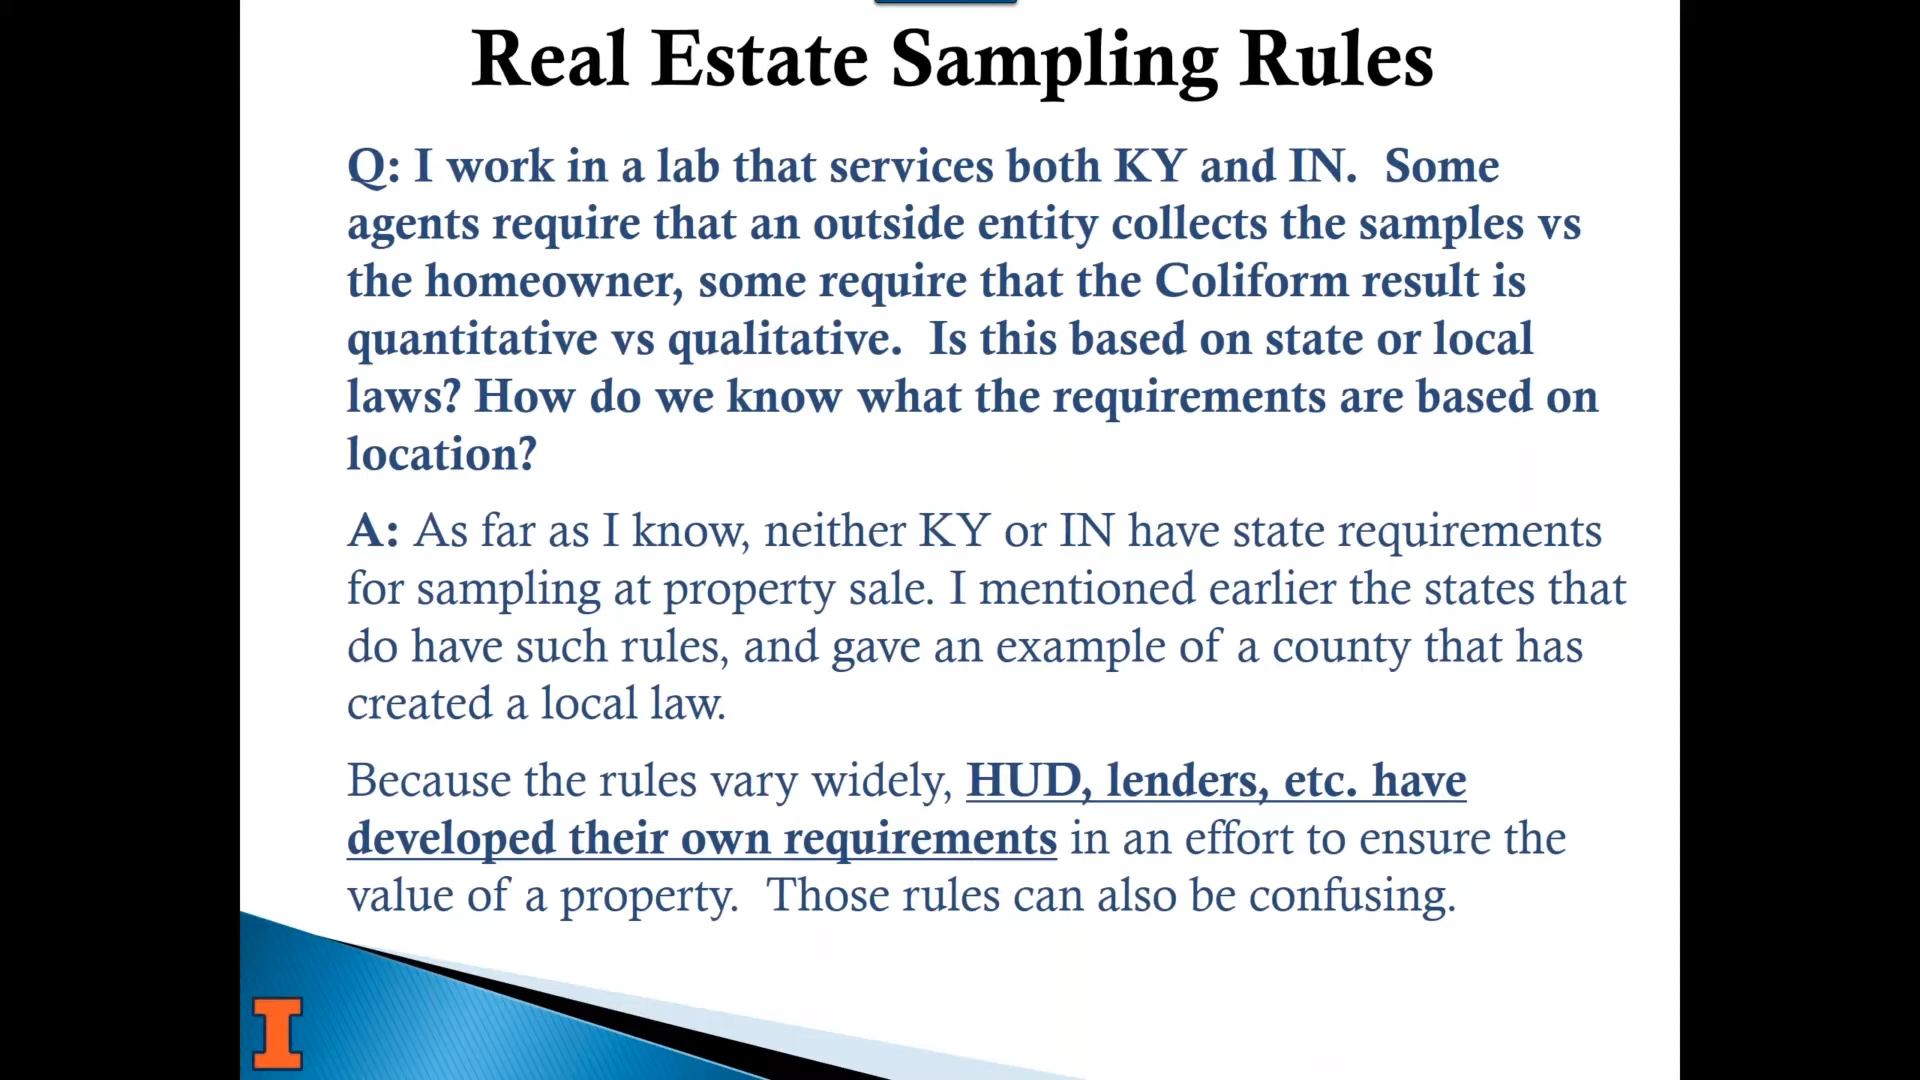 Real Estate Sampling Rules
Q: I work in a lab that services both KY and IN.  Some
agents require that an outside entity collects the samples vs
the homeowner, some require that the Coliform result is
quantitative vs qualitative.  Is this based on state or local
laws? How do we know what the requirements are based on
location?
A: As far as I know, neither KY or IN have state requirements
for sampling at property sale. I mentioned earlier the states that
do have such rules, and gave an example of a county that has
created a local law.
Because the rules vary widely, HUD, lenders, etc. have
developed their own requirements in an effort to ensure the
value of a property.  Those rules can also be confusing.
I